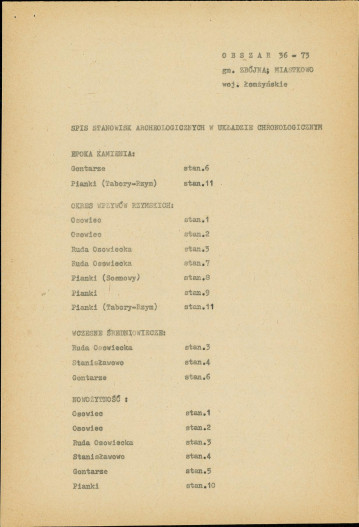 OBSZAR 36 - 73
gm. ZBÓJNA; MIASTKOWO
woj. Łomżyńskie
SPIS STANOWISK ARCHEOLOGICZNYCH W UKŁADZIE CHRONOLOGICZNYM
EPOKA KAMIENIA:
Gontarze stan.6
Pianki (Tabory-Rzym) stan.11
OKRES WPŁYWÓW RZYMSKICH:
Osowiec stan.1
Osowiec stan.2
Ruda Osowiecka stan.3
Ruda Osowiecka stan.7
Pianki (Sosnowy) stan.8
Pianki stan.9
Pianki (Tabory-Rzym) stan.11
WCZESNE ŚREDNIOWIECZE:
Ruda Osowiecka stan.3
Stanisławowo stan.4
Gontarze stan.6
NOWOŻYTNOŚĆ :
Osowiec stan.1
Osowiec stan.2
Ruda Osowiecka stan.3
Stanisławowo stan.4
Gontarze stan.5
Pianki stan.10